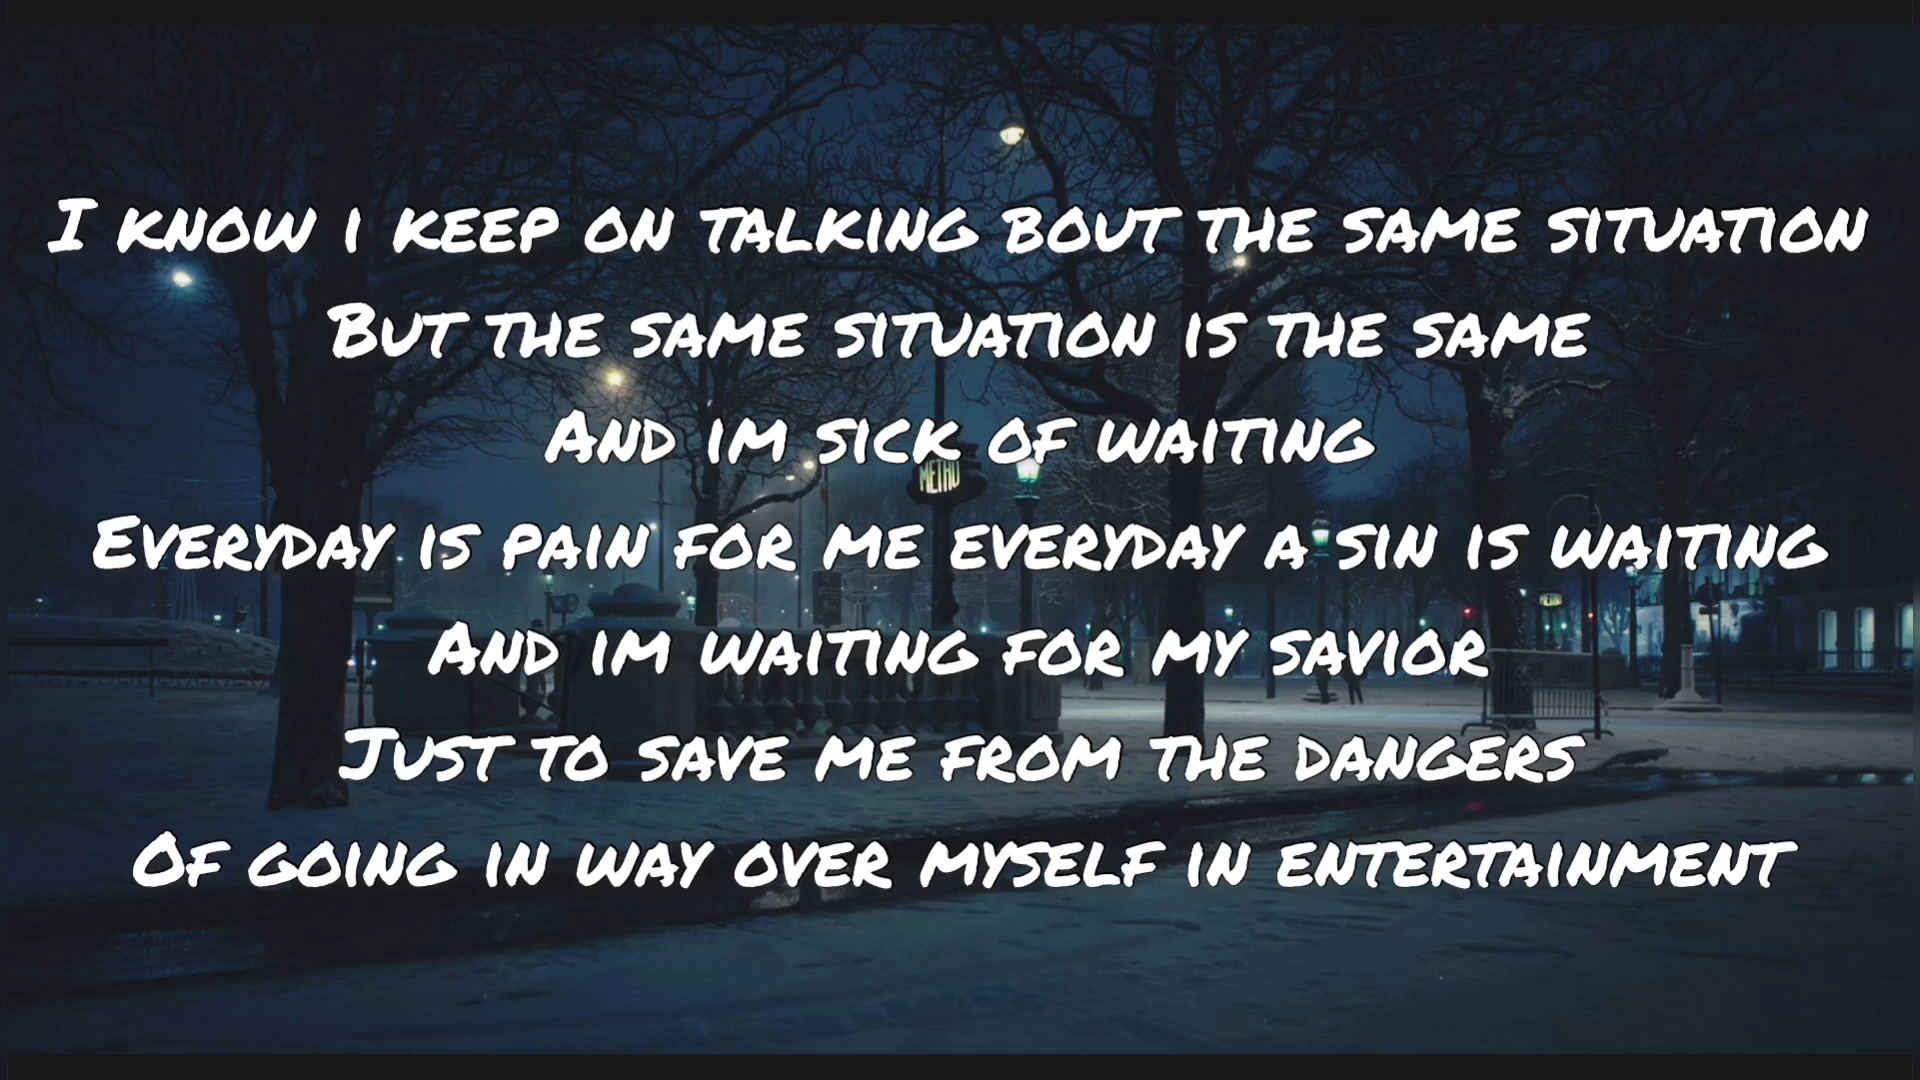 I know i keep on talking bout the same situation
But the same situation is the same
And im sick of waiting
METRO
Everyday is pain for me everyday a sin is waiting
METRO
And im waiting for my savior
Just to save me from the dangers
Of going in way over myself in entertainment